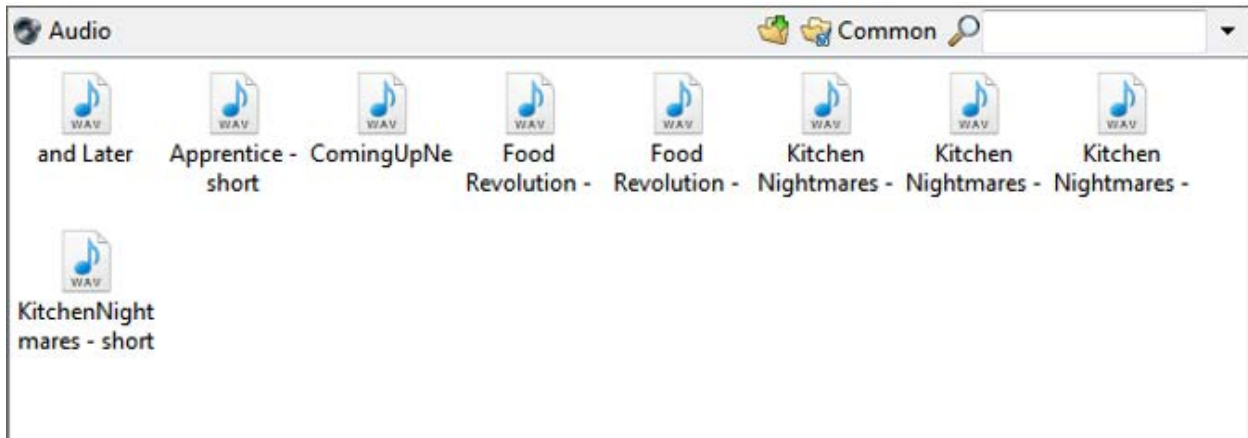 Audio
Common
WAV WAV WAV WAV WAV WAV WAV WAV
and Later Apprentice - ComingUpNe Food Food Kitchen Kitchen Kitchen
short Revolution - Revolution - Nightmares - Nightmares - Nightmares -
WAV
KitchenNight
mares - short